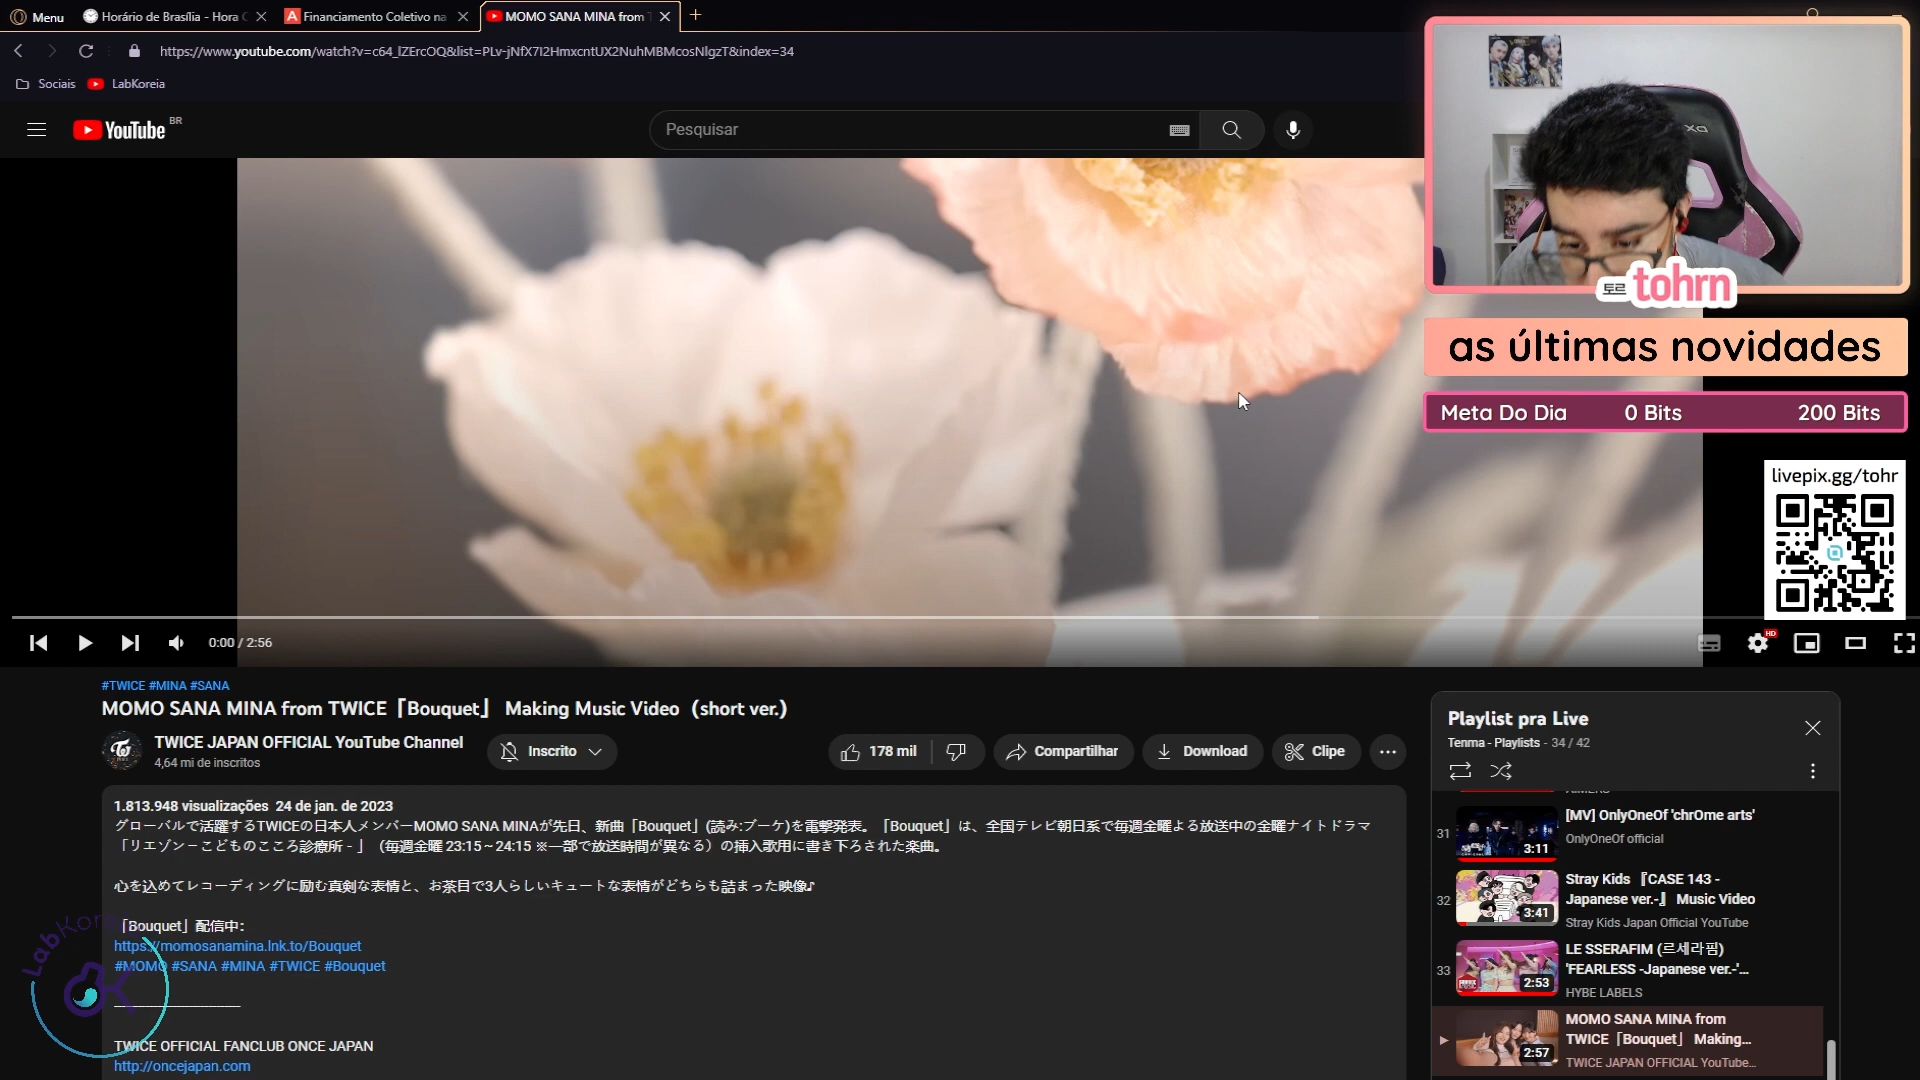 Menu
Horário de Brasília - Hora
Financiamento Coletivo na
MOMO SANA MINA from
https://www.youtube.com/watch?v=c64_lZErcOQ&list=PLv-jNfX7I2HmxcntUX2NuhMBMcosNlgzT&index=34
Sociais
LabKoreia
YouTube BR
Pesquisar
토르 tohrn
as últimas novidades
Meta Do Dia 0 Bits 200 Bits
livepix.gg/tohr
0:00 / 2:56
HD
#TWICE #MINA #SANA
MOMO SANA MINA from TWICE「Bouquet」 Making Music Video（short ver.)
TWICE JAPAN OFFICIAL YouTube Channel
4,64 mi de inscritos
Inscrito
178 mil
Compartilhar
Download
Clipe
1.813.948 visualizações 24 de jan. de 2023
グローバルで活躍するTWICEの日本人メンバーMOMO SANA MINAが先日、新曲「Bouquet」(読み:ブーケ)を電撃発表。「Bouquet」は、全国テレビ朝日系で毎週金曜よる放送中の金曜ナイトドラマ
「リエゾン－こどものこころ診療所 - 」（毎週金曜 23:15～24:15 ※一部で放送時間が異なる）の挿入歌用に書き下ろされた楽曲。
心を込めてレコーディングに励む真剣な表情と、お茶目で3人らしいキュートな表情がどちらも詰まった映像♪
「Bouquet」配信中：
https://momosanamina.lnk.to/Bouquet
#MOMO #SANA #MINA #TWICE #Bouquet
TWICE OFFICIAL FANCLUB ONCE JAPAN
http://oncejapan.com
Playlist pra Live
Tenma - Playlists - 34 / 42
31
3:11
[MV] OnlyOneOf 'chrOme arts'
OnlyOneOf official
32
3:41
Stray Kids 『CASE 143 -
Japanese ver.-』 Music Video
Stray Kids Japan Official YouTube
33
2:53
LE SSERAFIM (르세라핌)
'FEARLESS -Japanese ver.-'...
HYBE LABELS
2:57
MOMO SANA MINA from
TWICE「Bouquet」 Making...
TWICE JAPAN OFFICIAL YouTube...